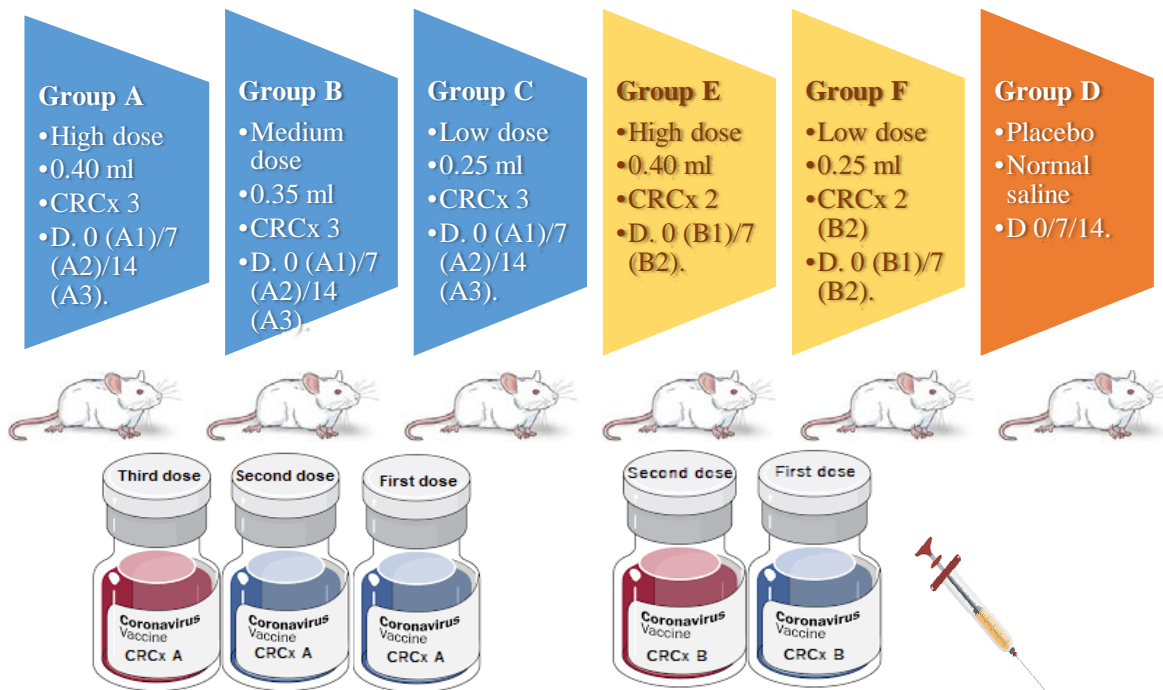 Group A
•High dose
•0.40 ml
•CRCx 3
•D. 0 (A1)/7
(A2)/14
(A3).
Group B
•Medium
dose
•0.35 ml
•CRCx 3
•D. 0 (A1)/7
(A2)/14
(A3).
Group C
•Low dose
•0.25 ml
•CRCx 3
•D. 0 (A1)/7
(A2)/14
(A3).
Group E
•High dose
•0.40 ml
•CRCx 2
•D. 0 (B1)/7
(B2).
Group F
•Low dose
•0.25 ml
•CRCx 2
(B2)
•D. 0 (B1)/7
(B2).
Group D
•Placebo
•Normal
saline
•D 0/7/14.
Third dose
Coronavirus
Vaccine
CRCx A
Second dose
Coronavirus
Vaccine
CRCx A
First dose
Coronavirus
Vaccine
CRCx A
Second dose
Coronavirus
Vaccine
CRCx B
First dose
Coronavirus
Vaccine
CRCx B